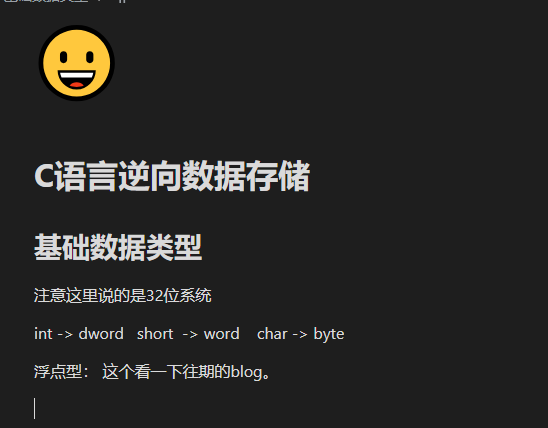 C语言逆向数据存储
基础数据类型
注意这里说的是32位系统
int -> dword short -> word char -> byte
浮点型： 这个看一下往期的blog。